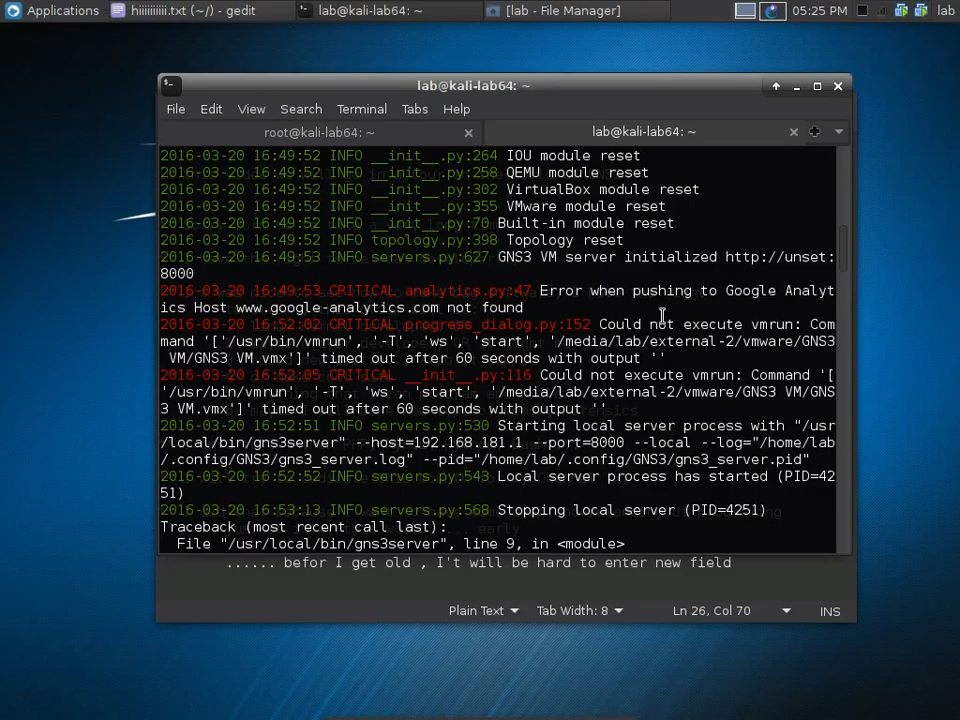 Applications hiiiiiiiii.txt (~/) - gedit lab@kali-lab64: ~ [lab - File Manager] 05:25 PM lab
lab@kali-lab64: ~
File Edit View Search Terminal Tabs Help
root@kali-lab64: ~ lab@kali-lab64: ~
2016-03-20 16:49:52 INFO __init__.py:264 IOU module reset
2016-03-20 16:49:52 INFO __init__.py:258 QEMU module reset
2016-03-20 16:49:52 INFO __init__.py:302 VirtualBox module reset
2016-03-20 16:49:52 INFO __init__.py:355 VMware module reset
2016-03-20 16:49:52 INFO __init__.py:70 Built-in module reset
2016-03-20 16:49:52 INFO topology.py:398 Topology reset
2016-03-20 16:49:53 INFO servers.py:627 GNS3 VM server initialized http://unset:
8000
2016-03-20 16:49:53 CRITICAL analytics.py:47 Error when pushing to Google Analyt
ics Host www.google-analytics.com not found
2016-03-20 16:52:02 CRITICAL progress_dialog.py:152 Could not execute vmrun: Com
mand '['/usr/bin/vmrun', '-T', 'ws', 'start', '/media/lab/external-2/vmware/GNS3
 VM/GNS3 VM.vmx']' timed out after 60 seconds with output ''
2016-03-20 16:52:05 CRITICAL __init__.py:116 Could not execute vmrun: Command '[
'/usr/bin/vmrun', '-T', 'ws', 'start', '/media/lab/external-2/vmware/GNS3 VM/GNS
3 VM.vmx']' timed out after 60 seconds with output ''
2016-03-20 16:52:51 INFO servers.py:530 Starting local server process with "/usr
/local/bin/gns3server" --host=192.168.181.1 --port=8000 --local --log="/home/lab
/.config/GNS3/gns3_server.log" --pid="/home/lab/.config/GNS3/gns3_server.pid"
2016-03-20 16:52:52 INFO servers.py:543 Local server process has started (PID=42
51)
2016-03-20 16:53:13 INFO servers.py:568 Stopping local server (PID=4251)
Traceback (most recent call last):
  File "/usr/local/bin/gns3server", line 9, in <module>
...... befor I get old , I't will be hard to enter new field
Plain Text Tab Width: 8 Ln 26, Col 70 INS